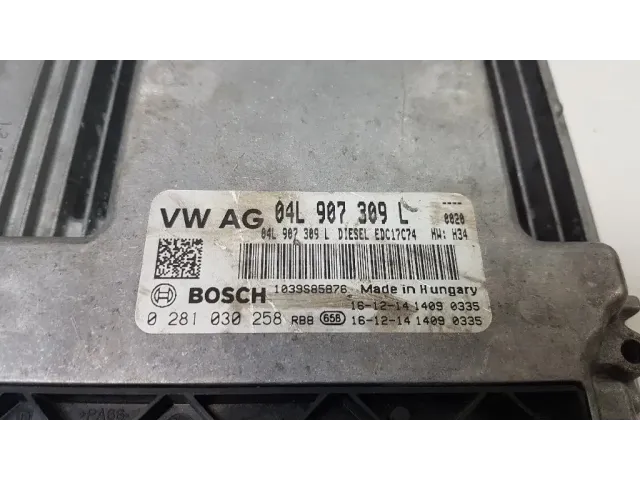 VW AG 04L 907 309 L ----
0020
04L 907 309 L DIESEL EDC17C74 HW: H34
1039S85876 Made in Hungary
BOSCH 16-12-14 1409 0335
0 281 030 258 RBB 656 16-12-14 1409 0335